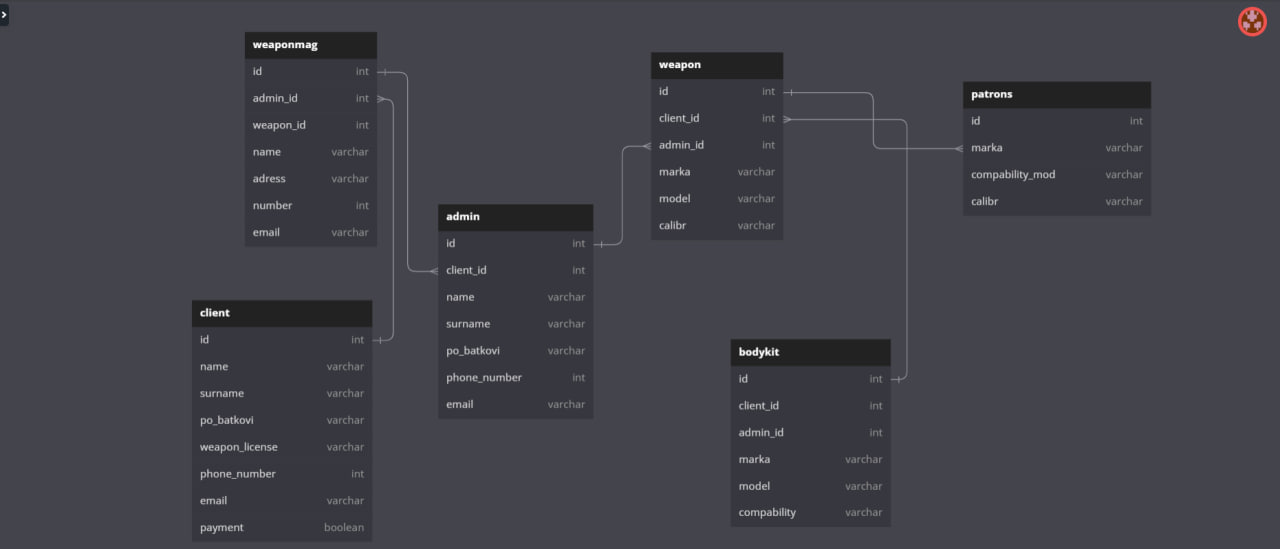 weaponmag
id int
admin_id int
weapon_id int
name varchar
adress varchar
number int
email varchar
client
id int
name varchar
surname varchar
po_batkovi varchar
weapon_license varchar
phone_number int
email varchar
payment boolean
admin
id int
client_id int
name varchar
surname varchar
po_batkovi varchar
phone_number int
email varchar
weapon
id int
client_id int
admin_id int
marka varchar
model varchar
calibr varchar
bodykit
id int
client_id int
admin_id int
marka varchar
model varchar
compability varchar
patrons
id int
marka varchar
compability_mod varchar
calibr varchar